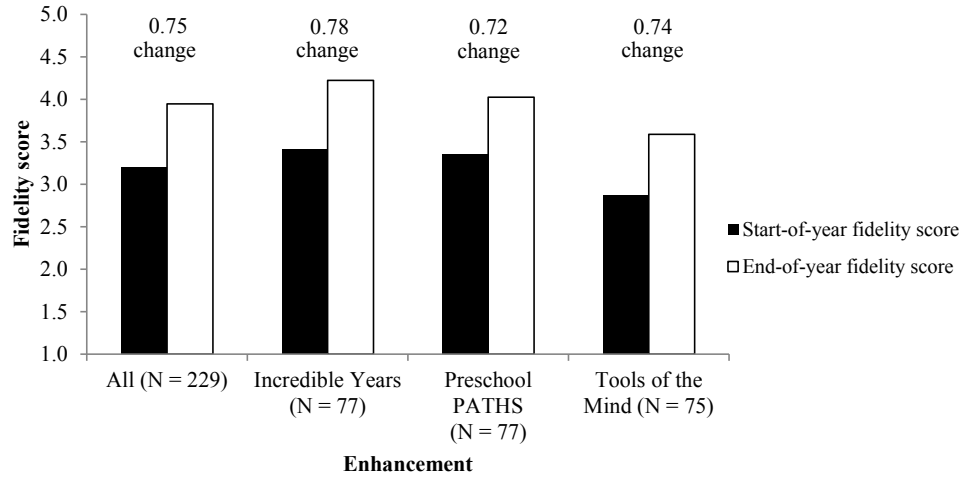 5.0
4.5
4.0
3.5
3.0
2.5
2.0
1.5
1.0
Fidelity score
0.75
change
0.78
change
0.72
change
0.74
change
All (N = 229)
Incredible Years
(N = 77)
Preschool
PATHS
(N = 77)
Tools of the
Mind (N = 75)
Enhancement
Start-of-year fidelity score
End-of-year fidelity score